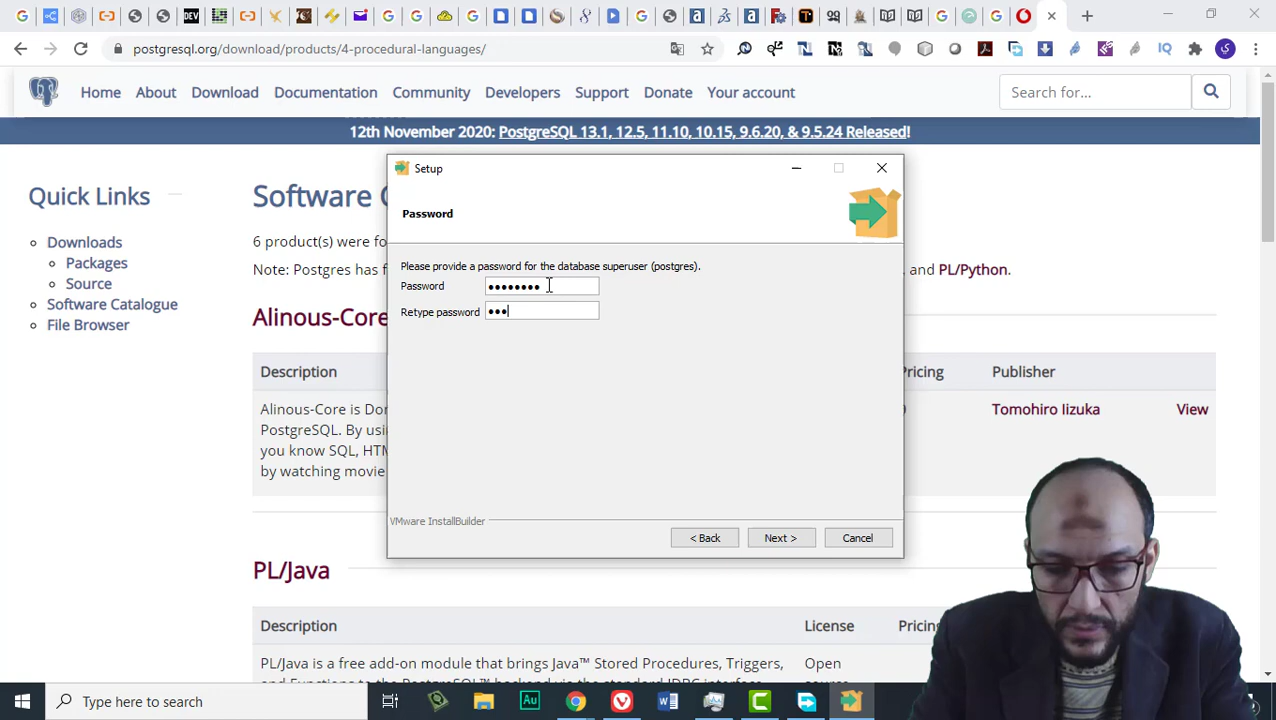 postgresql.org/download/products/4-procedural-languages/
Home About Download Documentation Community Developers Support Donate Your account
Search for...
12th November 2020: PostgreSQL 13.1, 12.5, 11.10, 10.15, 9.6.20, & 9.5.24 Released!
Quick Links
Downloads
Packages
Source
Software Catalogue
File Browser
Software
6 product(s) were
Note: Postgres has
, and PL/Python.
Alinous-Core
Description
Pricing Publisher
Alinous-Core is
PostgreSQL. By
you know SQL,
by watching
Tomohiro Iizuka View
Setup
Password
Please provide a password for the database superuser (postgres).
Password ••••••••
Retype password •••
VMware InstallBuilder
< Back Next > Cancel
PL/Java
Description License
PL/Java is a free add-on module that brings Java™ Stored Procedures, Triggers, Open
Type here to search